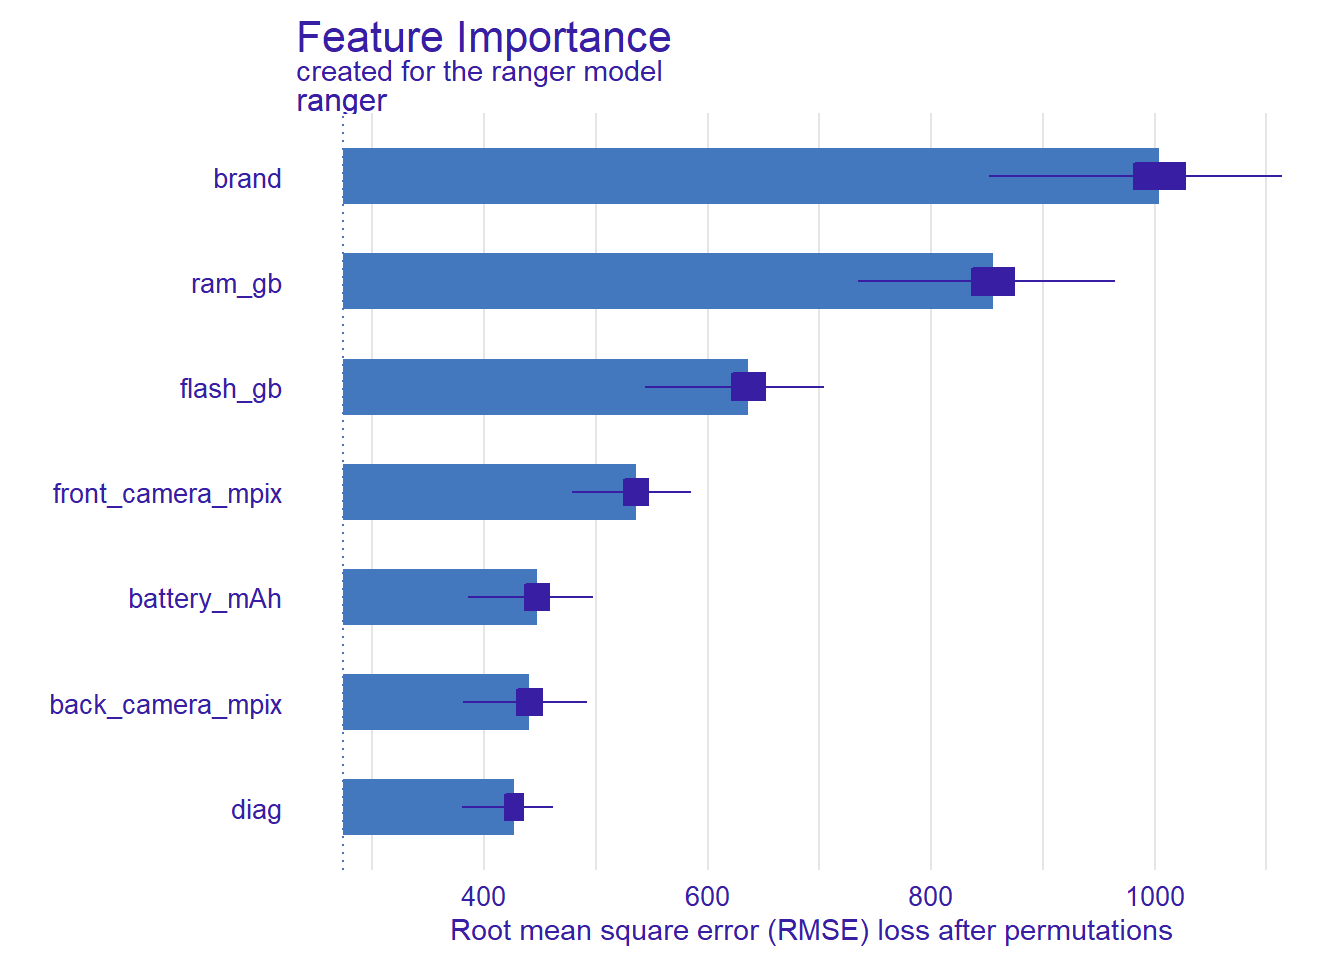 Feature Importance
created for the ranger model
ranger
brand
ram_gb
flash_gb
front_camera_mpix
battery_mAh
back_camera_mpix
diag
400 600 800 1000
Root mean square error (RMSE) loss after permutations